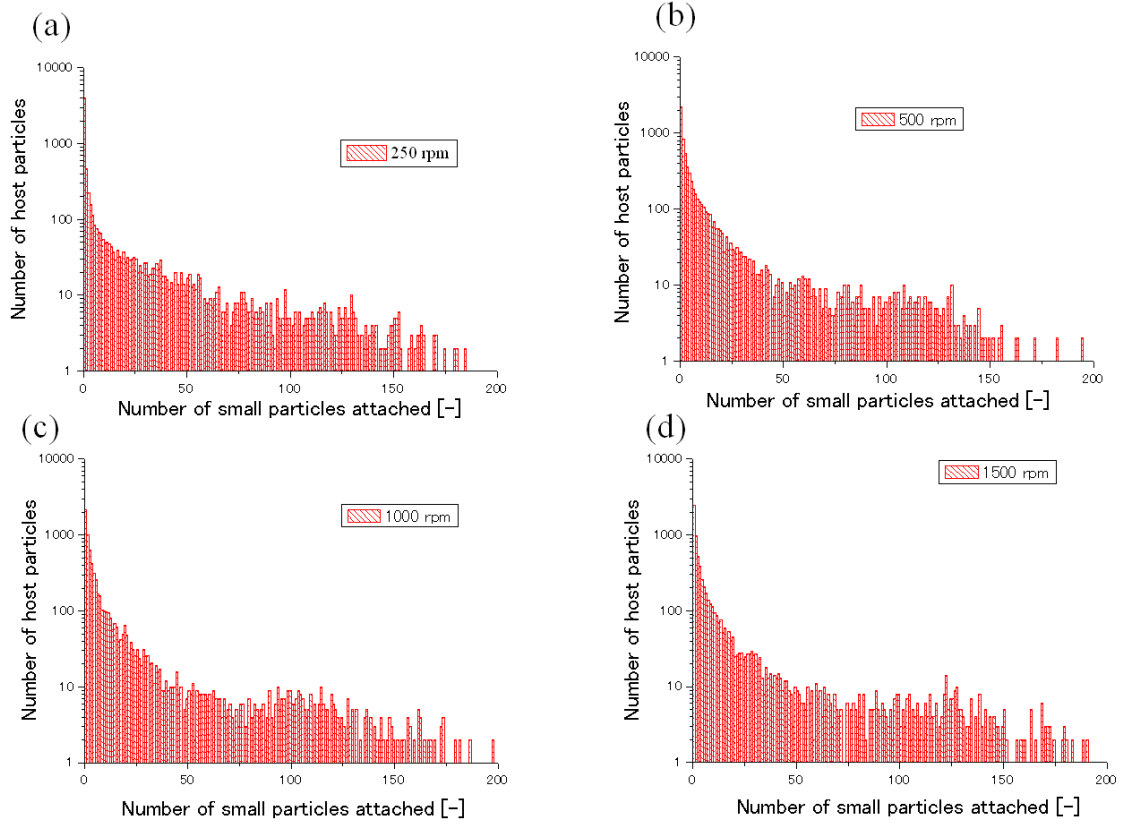 (a)
Number of host particles
10000
1000
100
10
1
250 rpm
0 50 100 150 200
Number of small particles attached [-]
(b)
Number of host particles
10000
1000
100
10
1
500 rpm
0 50 100 150 200
Number of small particles attached [-]
(c)
Number of host particles
10000
1000
100
10
1
1000 rpm
0 50 100 150 200
Number of small particles attached [-]
(d)
Number of host particles
10000
1000
100
10
1
1500 rpm
0 50 100 150 200
Number of small particles attached [-]